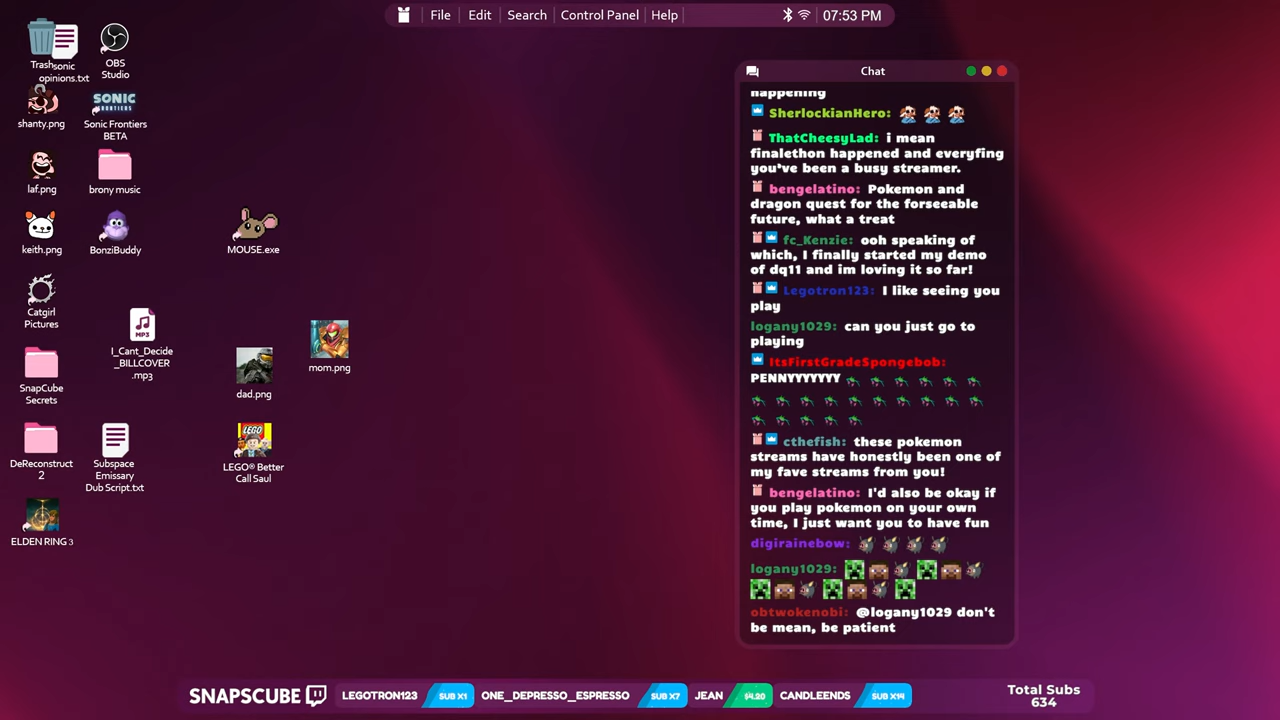 File Edit Search Control Panel Help 07:53 PM
Trash
sonic
opinions.txt
OBS
Studio
shanty.png
SONIC
FRONTIERS
Sonic Frontiers
BETA
laf.png
brony music
keith.png
BonziBuddy
MOUSE.exe
Catgirl
Pictures
MP3
I_Cant_Decide
_BILLCOVER
.mp3
mom.png
dad.png
SnapCube
Secrets
DeReconstruct
2
Subspace
Emissary
Dub Script.txt
LEGO
LEGO® Better
Call Saul
ELDEN RING 3
Chat
happening
SherlockianHero:
ThatCheesyLad: i mean
finalethon happened and everyfing
you've been a busy streamer.
bengelatino: Pokemon and
dragon quest for the forseeable
future, what a treat
fc_Kenzie: ooh speaking of
which, I finally started my demo
of dq11 and im loving it so far!
Legotron123: I like seeing you
play
logany1029: can you just go to
playing
ItsFirstGradeSpongebob:
PENNYYYYYYY
cthefish: these pokemon
streams have honestly been one of
my fave streams from you!
bengelatino: I'd also be okay if
you play pokemon on your own
time, I just want you to have fun
digirainebow:
logany1029:
obtwokenobi: @logany1029 don't
be mean, be patient
SNAPSCUBE LEGOTRON123 SUB X1 ONE_DEPRESSO_ESPRESSO SUB X7 JEAN $4.20 CANDLEENDS SUB X14
Total Subs
634